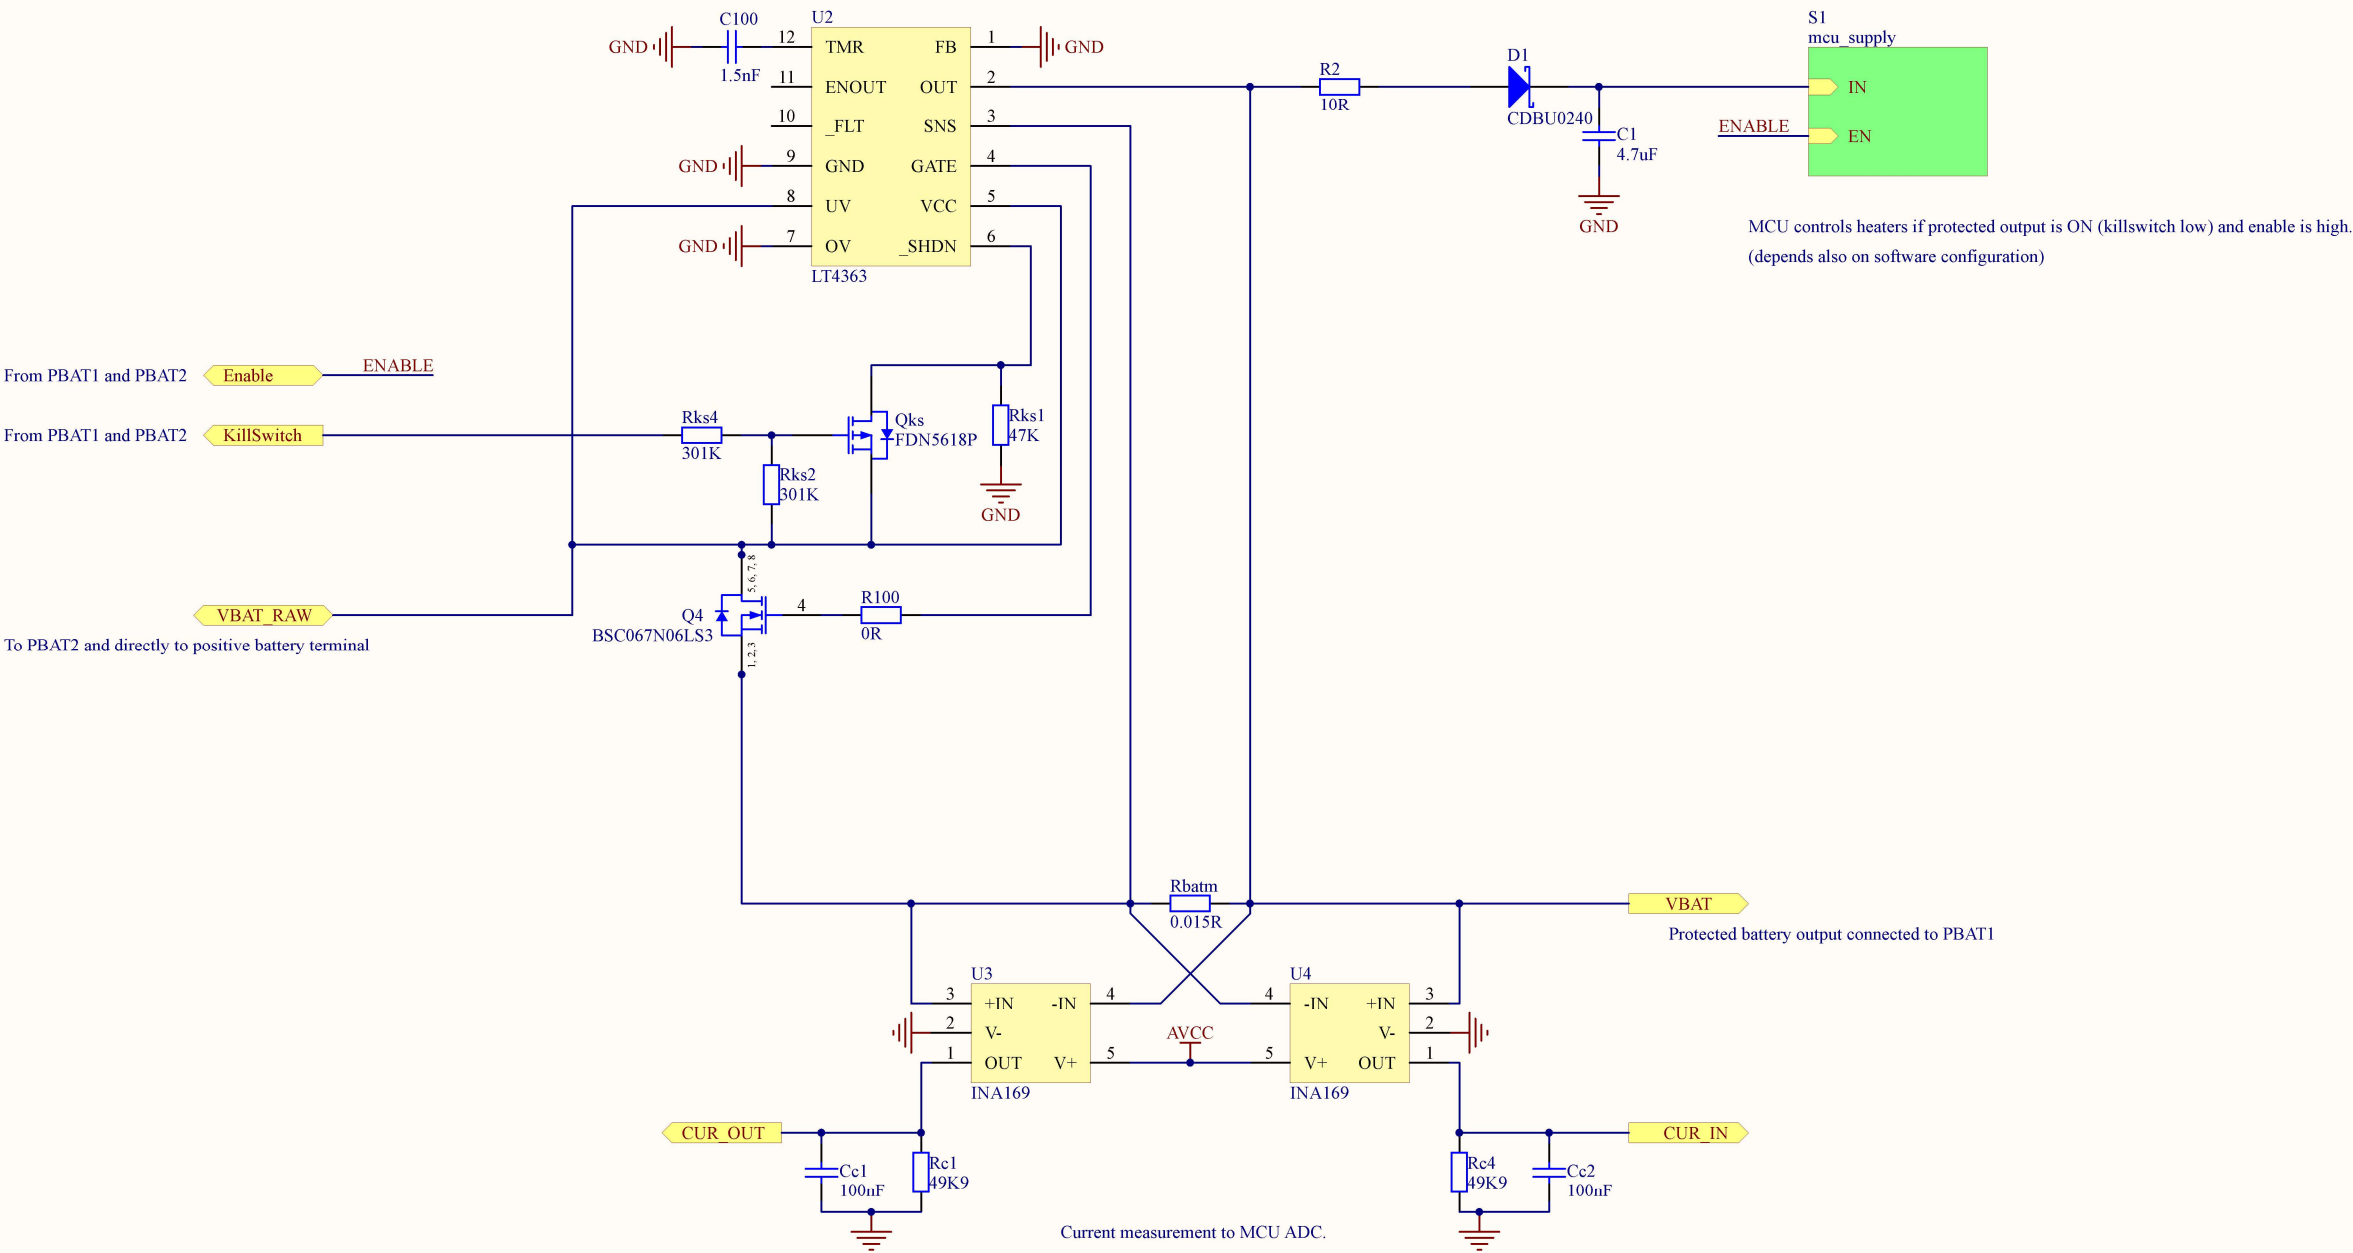 C100
GND
1.5nF
U2
12
TMR
11
ENOUT
10
_FLT
GND
9
GND
8
UV
GND
7
OV
FB
1
GND
OUT
2
SNS
3
GATE
4
VCC
5
_SHDN
6
LT4363
R2
10R
D1
CDBU0240
C1
4.7uF
GND
S1
mcu_supply
IN
ENABLE
EN
MCU controls heaters if protected output is ON (killswitch low) and enable is high.
(depends also on software configuration)
From PBAT1 and PBAT2
Enable
ENABLE
From PBAT1 and PBAT2
KillSwitch
Rks4
301K
Rks2
301K
Qks
FDN5618P
Rks1
47K
GND
VBAT_RAW
To PBAT2 and directly to positive battery terminal
5, 6, 7, 8
Q4
BSC067N06LS3
4
1, 2, 3
R100
0R
Rbatm
0.015R
VBAT
Protected battery output connected to PBAT1
U3
3
+IN
-IN
4
2
V-
1
OUT
V+
5
INA169
AVCC
U4
4
-IN
+IN
3
V-
2
5
V+
OUT
1
INA169
CUR_OUT
Cc1
100nF
Rc1
49K9
CUR_IN
Rc4
49K9
Cc2
100nF
Current measurement to MCU ADC.